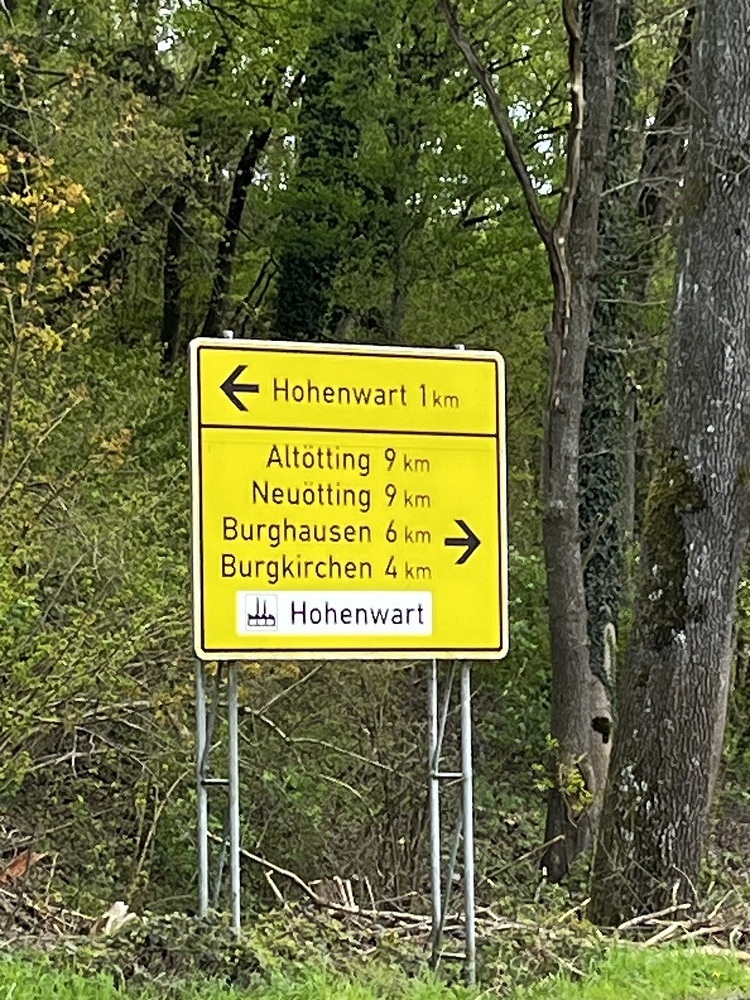 Hohenwart 1 km
Altötting 9 km
Neuötting 9 km
Burghausen 6 km
Burgkirchen 4 km
Hohenwart